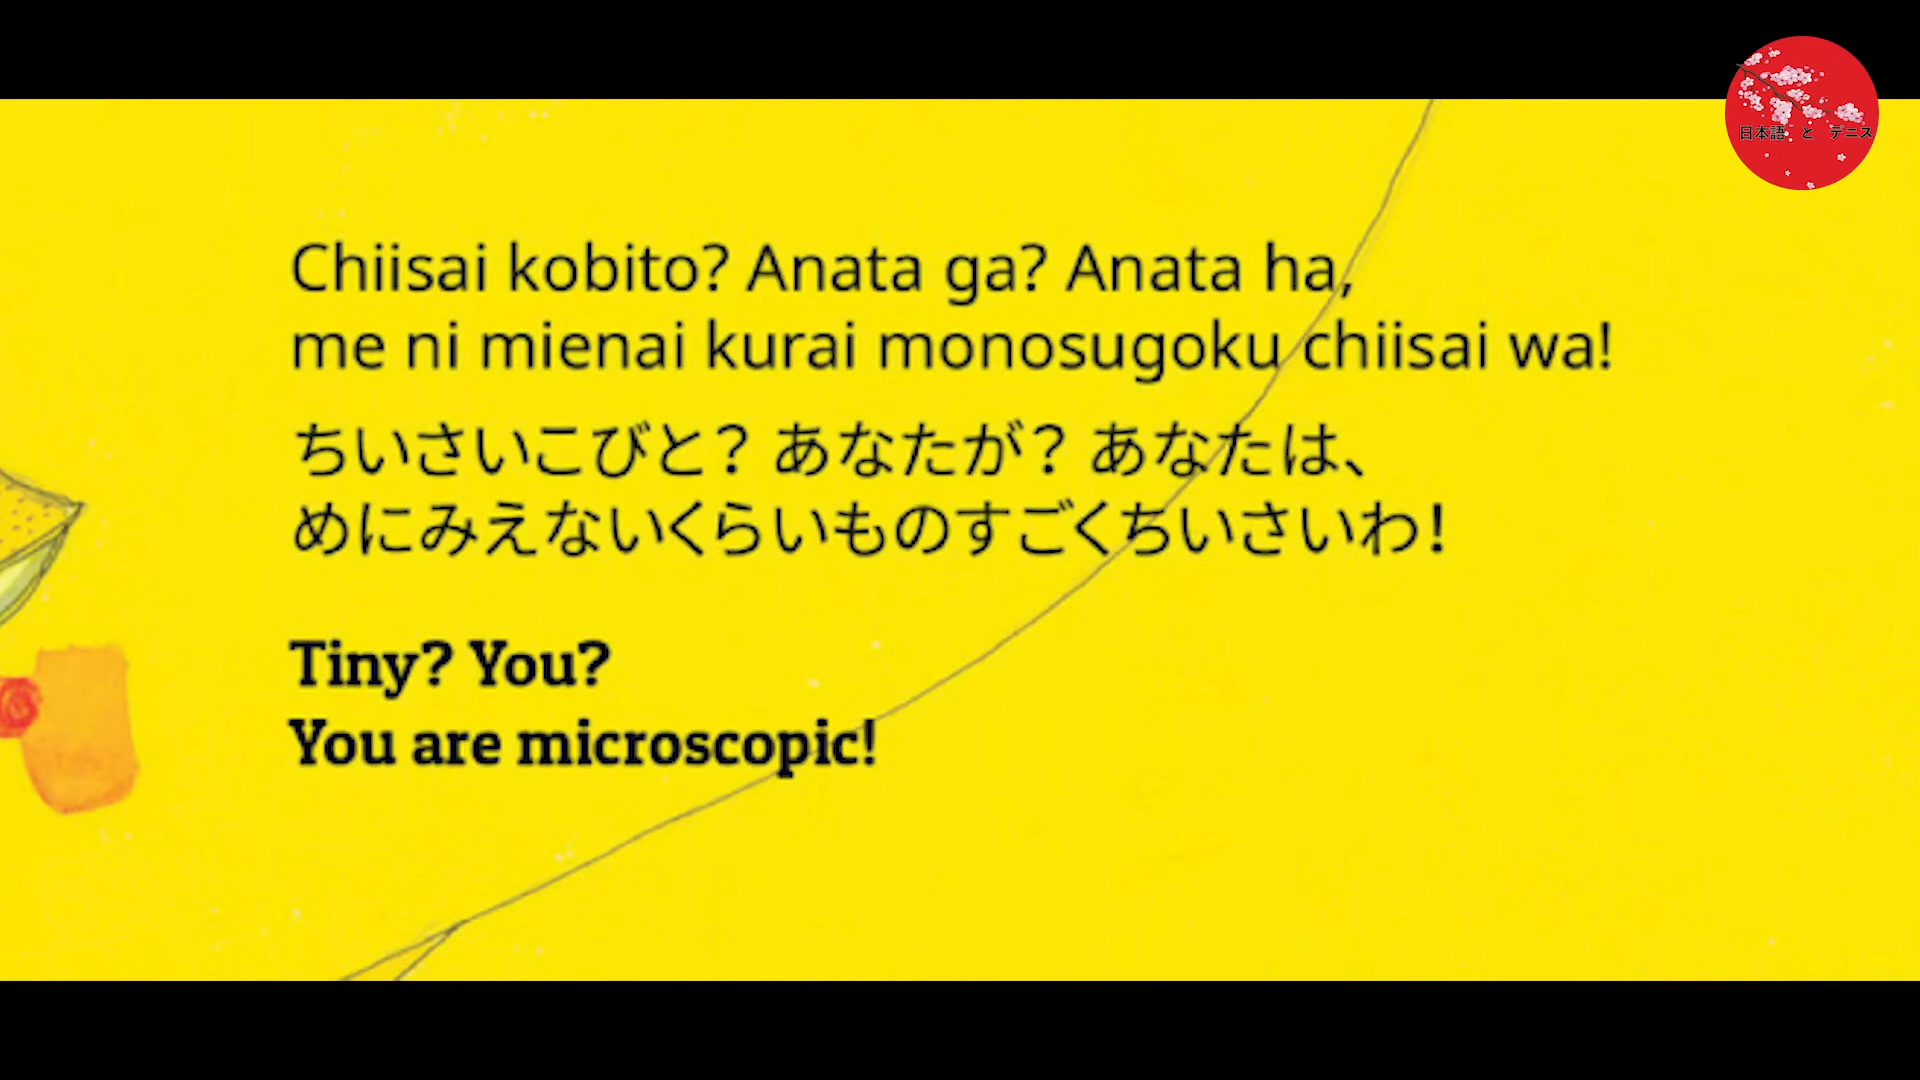 日本語 と デニス
Chiisai kobito? Anata ga? Anata ha,
me ni mienai kurai monosugoku chiisai wa!
ちいさいこびと？ あなたが？ あなたは、
めにみえないくらいものすごくちいさいわ！
Tiny? You?
You are microscopic!